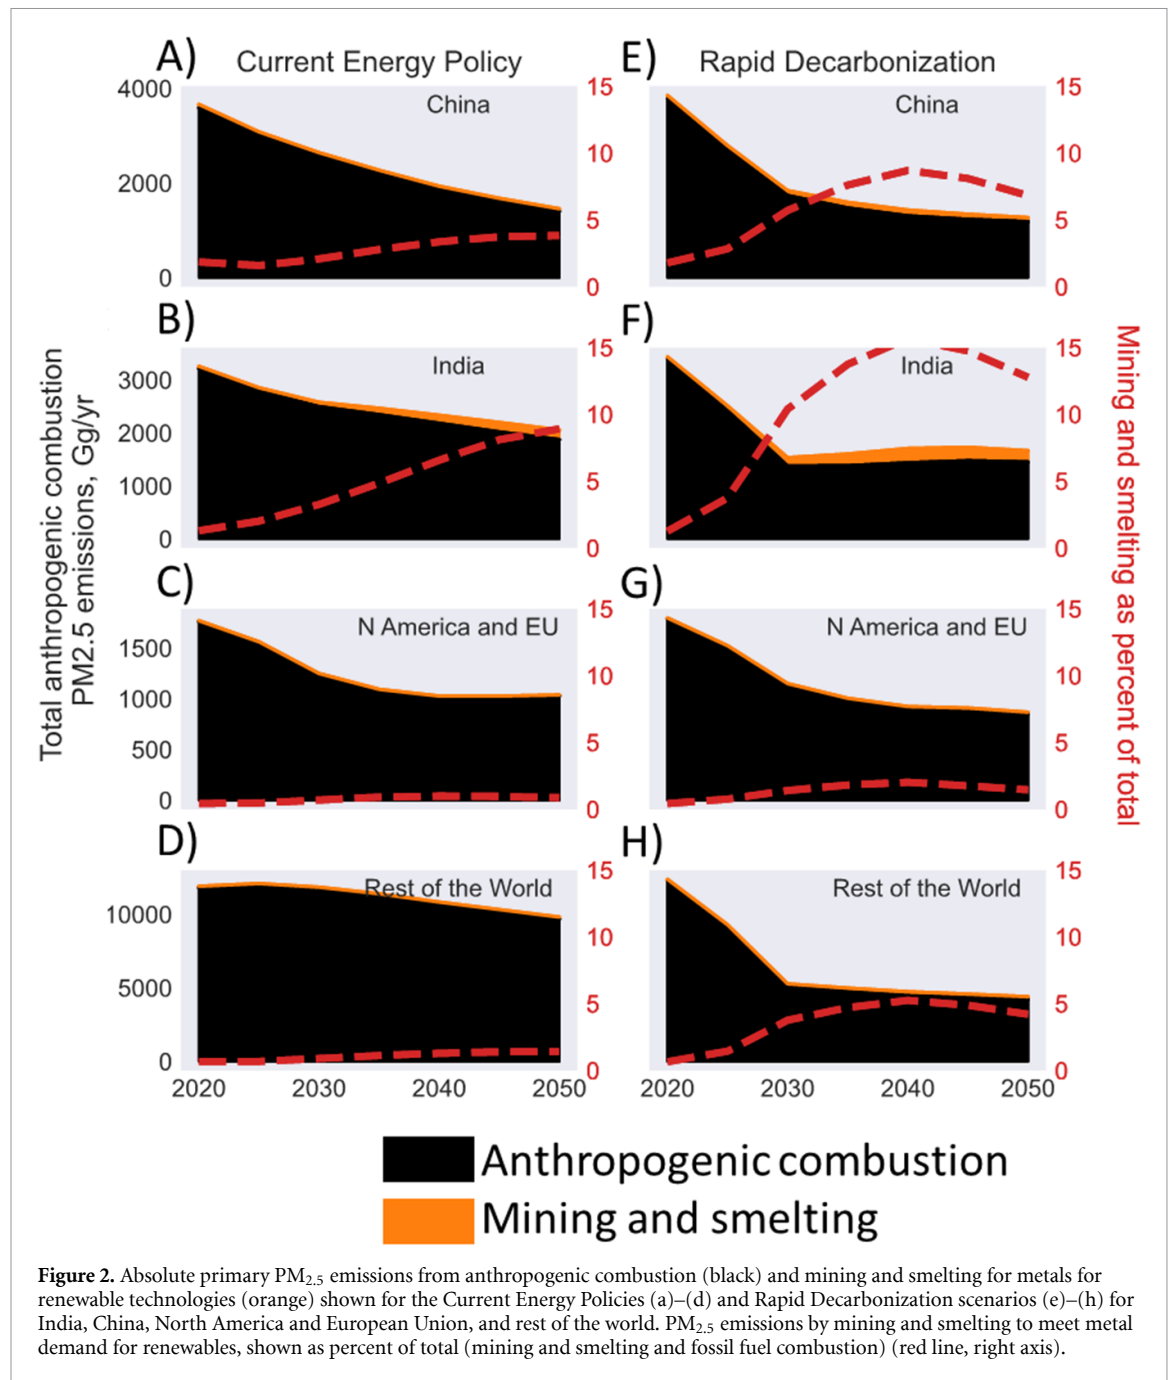 A)
Current Energy Policy
E)
Rapid Decarbonization
4000
2000
0
China
15
10
5
0
China
15
10
5
0
B)
F)
3000
2000
1000
0
India
15
10
5
0
India
15
10
5
0
C)
G)
1500
1000
500
0
N America and EU
15
10
5
0
N America and EU
15
10
5
0
D)
H)
10000
5000
0
Rest of the World
15
10
5
0
Rest of the World
15
10
5
0
2020 2030 2040 2050
2020 2030 2040 2050
Total anthropogenic combustion
PM2.5 emissions, Gg/yr
Mining and smelting as percent of total
Anthropogenic combustion
Mining and smelting
Figure 2. Absolute primary PM2.5 emissions from anthropogenic combustion (black) and mining and smelting for metals for
renewable technologies (orange) shown for the Current Energy Policies (a)–(d) and Rapid Decarbonization scenarios (e)–(h) for
India, China, North America and European Union, and rest of the world. PM2.5 emissions by mining and smelting to meet metal
demand for renewables, shown as percent of total (mining and smelting and fossil fuel combustion) (red line, right axis).